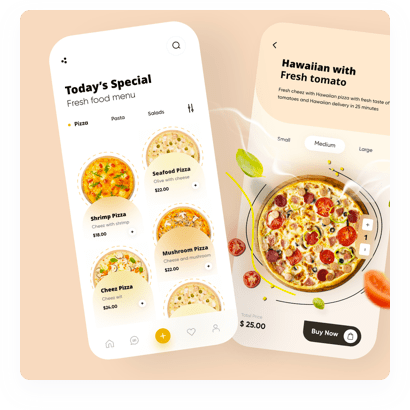 Today's Special
Fresh food menu
Pizza
Pasta
Salads
Seafood Pizza
Olive with cheese
$22.00
Shrimp Pizza
Chees with shrimp
$18.00
Mushroom Pizza
Cheese and mushroom
$22.00
Cheez Pizza
$24.00
Hawaiian with
Fresh tomato
Fresh chees with Hawaiian pizza with fresh taste of
tomatoes and Hawaiian delivery in 25 minutes
Small
Medium
Large
1
Total Price
$ 25.00
Buy Now